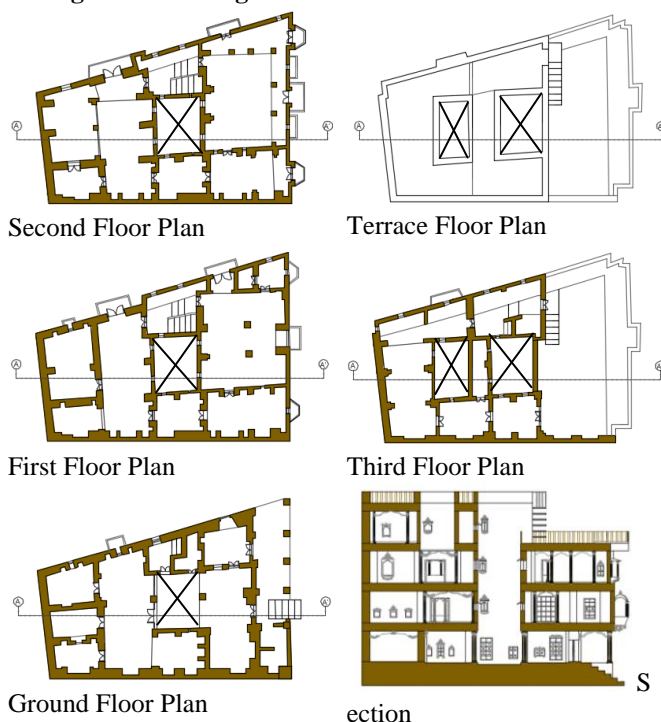 A A'
A A
Second Floor Plan Terrace Floor Plan
A A'
A A
First Floor Plan Third Floor Plan
A A'
Ground Floor Plan
S
ection